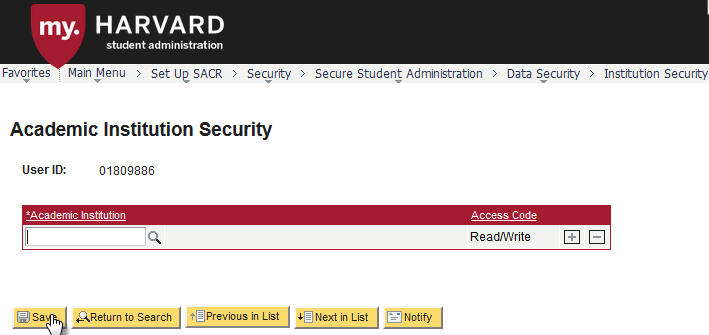 my. HARVARD
student administration
Favorites Main Menu > Set Up SACR > Security > Secure Student Administration > Data Security > Institution Security
Academic Institution Security
User ID: 01809886
*Academic Institution Access Code
Read/Write
Save Return to Search Previous in List Next in List Notify